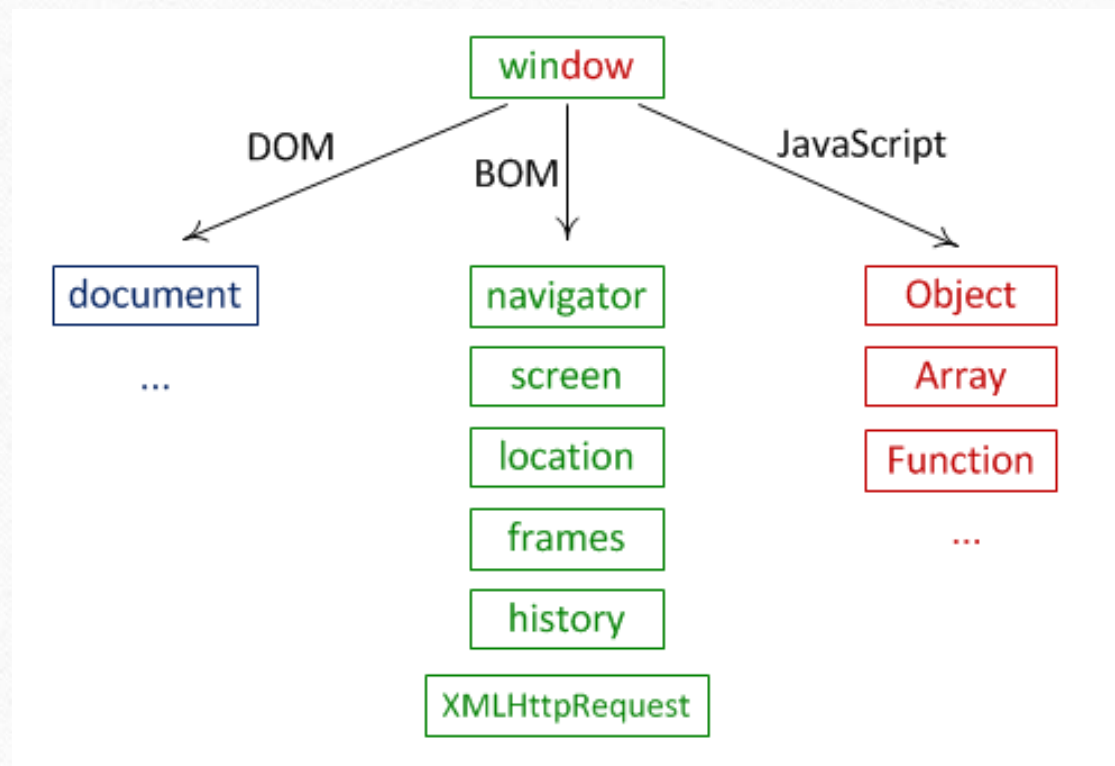 window
DOM
BOM
JavaScript
document
...
navigator
screen
location
frames
history
XMLHttpRequest
Object
Array
Function
...